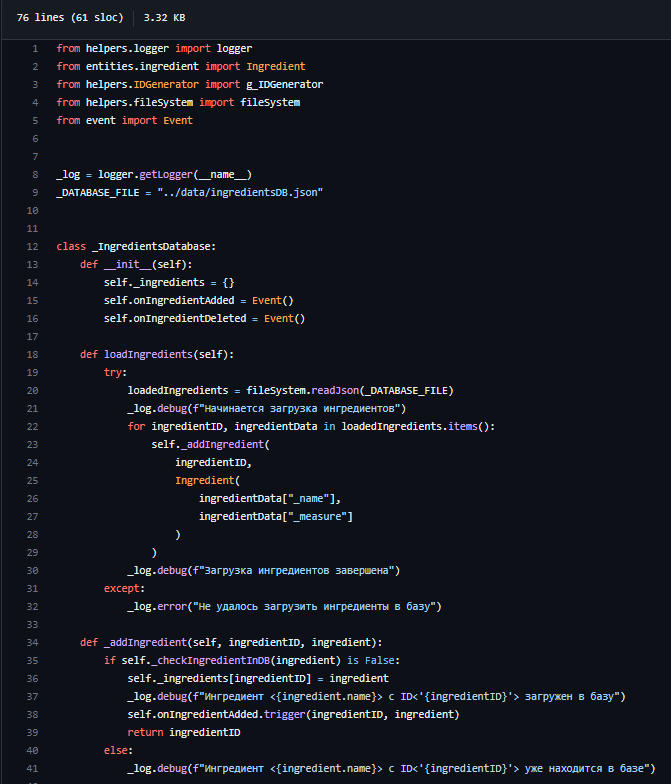 76 lines (61 sloc) 3.32 KB
1 from helpers.logger import logger
2 from entities.ingredient import Ingredient
3 from helpers.IDGenerator import g_IDGenerator
4 from helpers.fileSystem import fileSystem
5 from event import Event
6
7
8 _log = logger.getLogger(__name__)
9 _DATABASE_FILE = "../data/ingredientsDB.json"
10
11
12 class _IngredientsDatabase:
13     def __init__(self):
14         self._ingredients = {}
15         self.onIngredientAdded = Event()
16         self.onIngredientDeleted = Event()
17
18     def loadIngredients(self):
19         try:
20             loadedIngredients = fileSystem.readJson(_DATABASE_FILE)
21             _log.debug(f"Начинается загрузка ингредиентов")
22             for ingredientID, ingredientData in loadedIngredients.items():
23                 self._addIngredient(
24                     ingredientID,
25                     Ingredient(
26                         ingredientData["_name"],
27                         ingredientData["_measure"]
28                     )
29                 )
30             _log.debug(f"Загрузка ингредиентов завершена")
31         except:
32             _log.error("Не удалось загрузить ингредиенты в базу")
33
34     def _addIngredient(self, ingredientID, ingredient):
35         if self._checkIngredientInDB(ingredient) is False:
36             self._ingredients[ingredientID] = ingredient
37             _log.debug(f"Ингредиент <{ingredient.name}> с ID<'{ingredientID}'> загружен в базу")
38             self.onIngredientAdded.trigger(ingredientID, ingredient)
39             return ingredientID
40         else:
41             _log.debug(f"Ингредиент <{ingredient.name}> с ID<'{ingredientID}'> уже находится в базе")